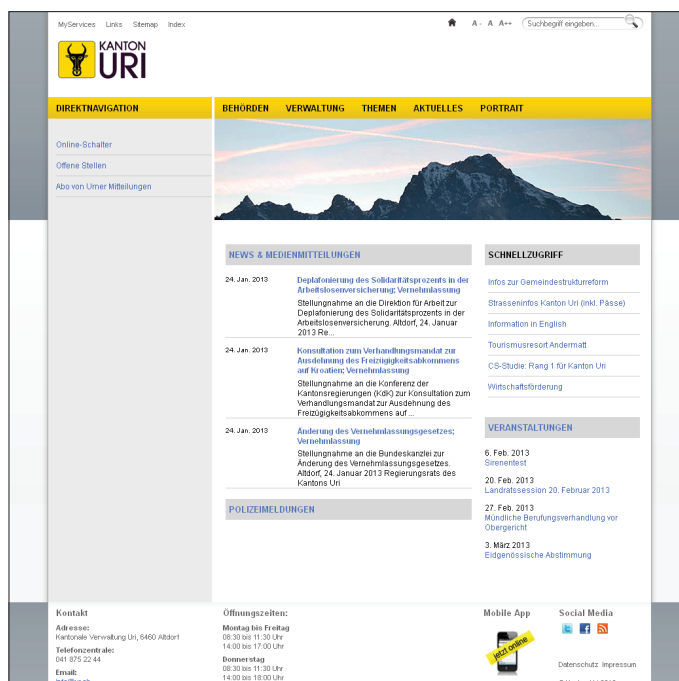 MyServices Links Sitemap Index
A- A A++ Suchbegriff eingeben...
KANTON
URI
DIREKTNAVIGATION
BEHÖRDEN VERWALTUNG THEMEN AKTUELLES PORTRAIT
Online-Schalter
Offene Stellen
Abo von Urner Mitteilungen
NEWS & MEDIENMITTEILUNGEN
24. Jan. 2013
Deplafonierung des Solidaritätsprozents in der
Arbeitslosenversicherung; Vernehmlassung
Stellungnahme an die Direktion für Arbeit zur
Deplafonierung des Solidaritätsprozents in der
Arbeitslosenversicherung. Altdorf, 24. Januar
2013 Re...
24. Jan. 2013
Konsultation zum Verhandlungsmandat zur
Ausdehnung des Freizügigkeitsabkommens
auf Kroatien; Vernehmlassung
Stellungnahme an die Konferenz der
Kantonsregierungen (KdK) zur Konsultation zum
Verhandlungsmandat zur Ausdehnung des
Freizügigkeitsabkommens auf ...
24. Jan. 2013
Änderung des Vernehmlassungsgesetzes;
Vernehmlassung
Stellungnahme an die Bundeskanzlei zur
Änderung des Vernehmlassungsgesetzes.
Altdorf, 24. Januar 2013 Regierungsrat des
Kantons Uri
POLIZEIMELDUNGEN
SCHNELLZUGRIFF
Infos zur Gemeindestrukturreform
Strasseninfos Kanton Uri (inkl. Pässe)
Information in English
Tourismusresort Andermatt
CS-Studie: Rang 1 für Kanton Uri
Wirtschaftsförderung
VERANSTALTUNGEN
6. Feb. 2013
Sirenentest
20. Feb. 2013
Landratssession 20. Februar 2013
27. Feb. 2013
Mündliche Berufungsverhandlung vor
Obergericht
3. März 2013
Eidgenössische Abstimmung
Kontakt
Adresse:
Kantonale Verwaltung Uri, 6460 Altdorf
Telefonzentrale:
041 875 22 44
Email:
Öffnungszeiten:
Montag bis Freitag
08:30 bis 11:30 Uhr
14:00 bis 17:00 Uhr
Donnerstag
08:30 bis 11:30 Uhr
14:00 bis 18:00 Uhr
Mobile App
jetzt online
Social Media
Datenschutz Impressum